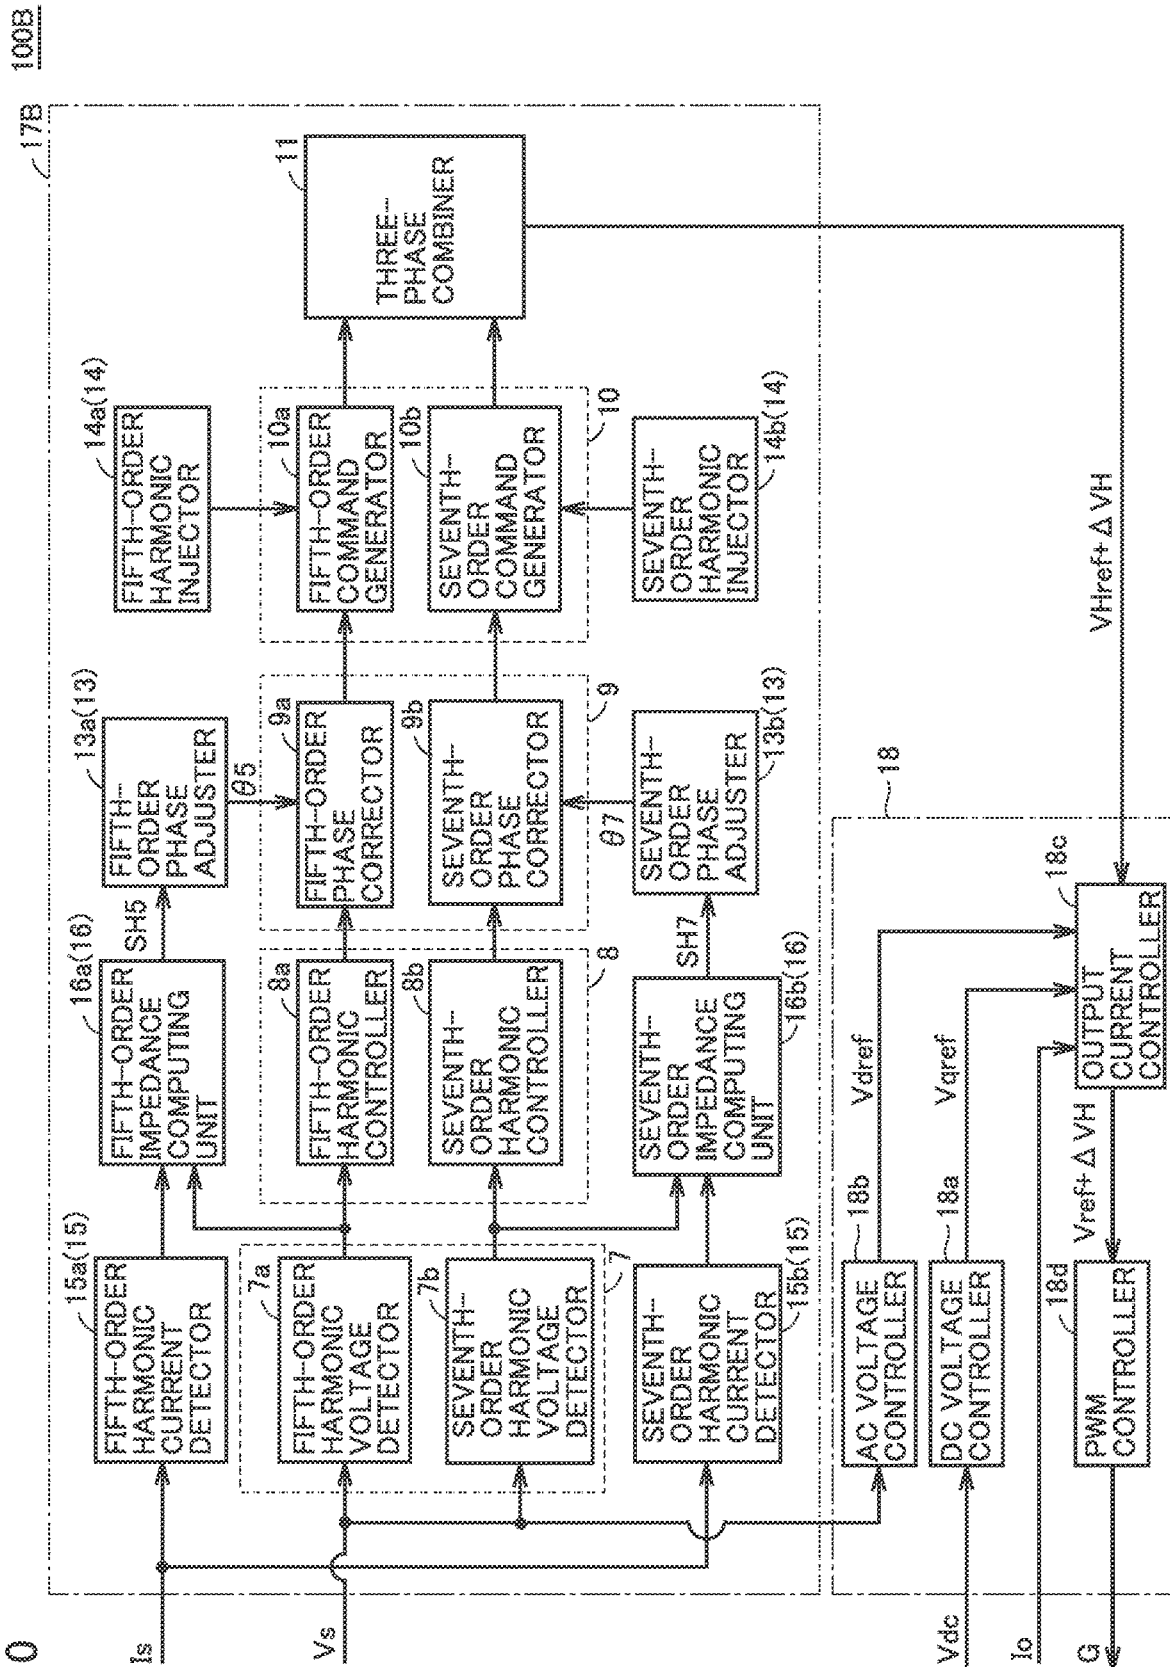 100B
17B
Is
Vs
15a(15)
FIFTH-ORDER
HARMONIC
CURRENT
DETECTOR
16a(16)
FIFTH-ORDER
IMPEDANCE
COMPUTING
UNIT
SH5
13a(13)
FIFTH-
ORDER
PHASE
ADJUSTER
θ5
14a(14)
FIFTH-ORDER
HARMONIC
INJECTOR
7a
FIFTH-ORDER
HARMONIC
VOLTAGE
DETECTOR
8a
FIFTH-ORDER
HARMONIC
CONTROLLER
9a
FIFTH-ORDER
PHASE
CORRECTOR
10a
FIFTH-ORDER
COMMAND
GENERATOR
11
THREE-
PHASE
COMBINER
7b
SEVENTH-
ORDER
HARMONIC
VOLTAGE
DETECTOR
7
8b
SEVENTH-
ORDER
HARMONIC
CONTROLLER
8
9b
SEVENTH-
ORDER
PHASE
CORRECTOR
9
10b
SEVENTH-
ORDER
COMMAND
GENERATOR
10
SEVENTH-
ORDER
HARMONIC
CURRENT
DETECTOR
15b(15)
SEVENTH-
ORDER
IMPEDANCE
COMPUTING
UNIT
16b(16)
SH7
θ7
SEVENTH-
ORDER
PHASE
ADJUSTER
13b(13)
SEVENTH-
ORDER
HARMONIC
INJECTOR
14b(14)
18
18b
AC VOLTAGE
CONTROLLER
Vdref
Vdc
18a
DC VOLTAGE
CONTROLLER
Vqref
Io
18c
OUTPUT
CURRENT
CONTROLLER
VHref+ΔVH
Vref+ΔVH
18d
PWM
CONTROLLER
G